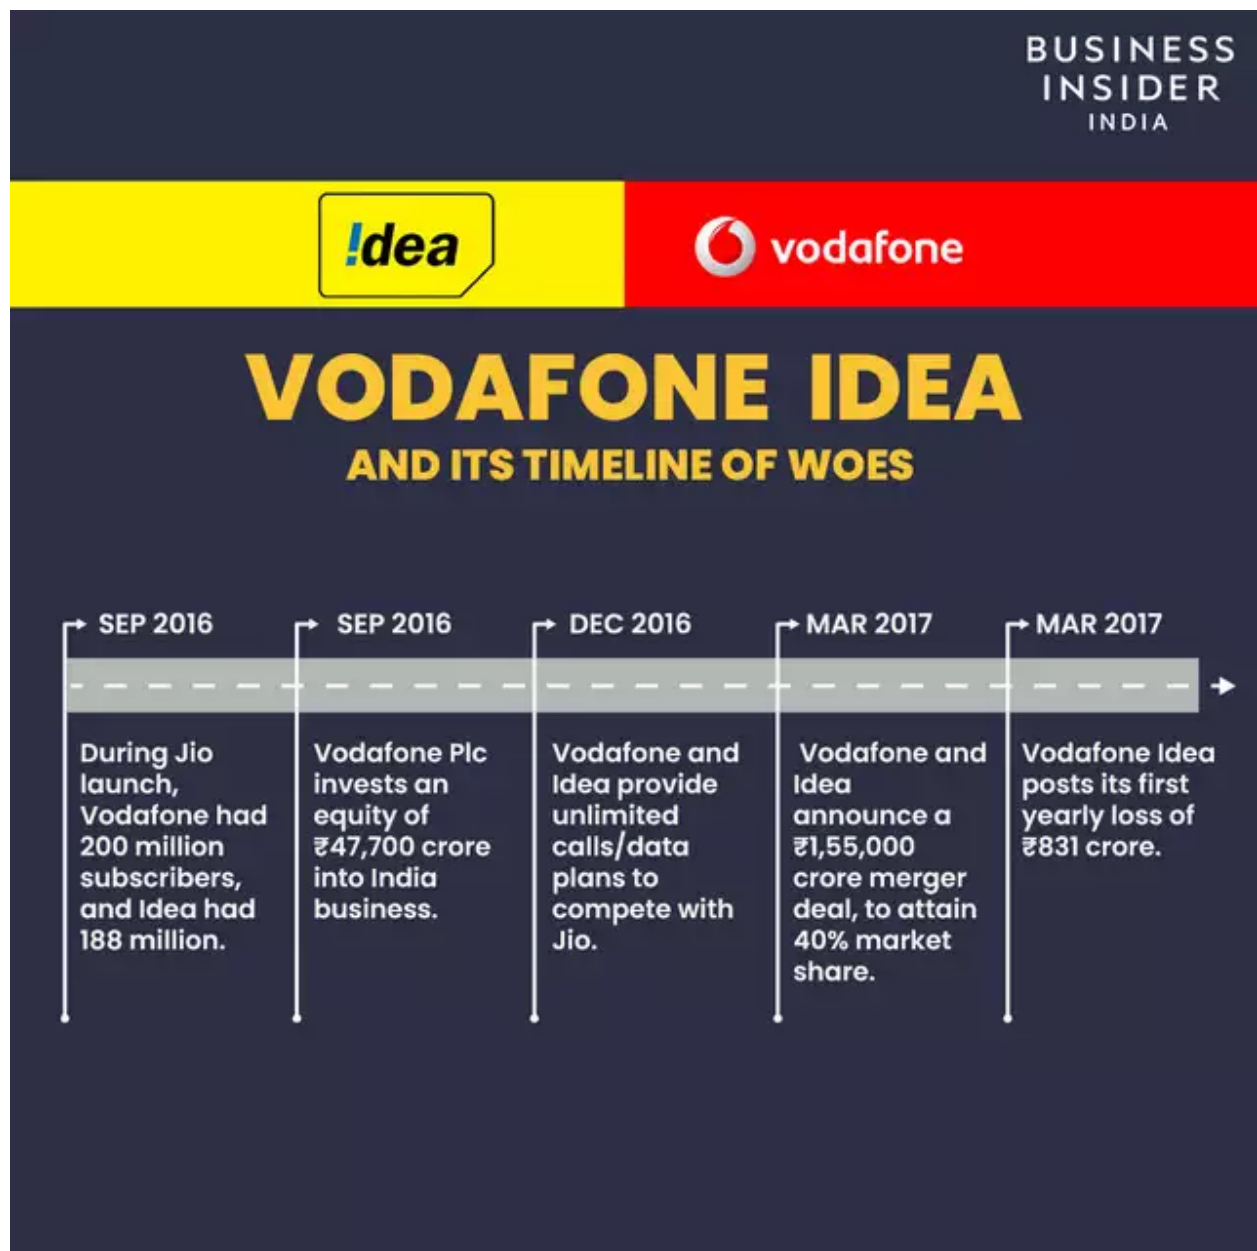 BUSINESS
INSIDER
INDIA
!dea
vodafone
VODAFONE IDEA
AND ITS TIMELINE OF WOES
SEP 2016
During Jio
launch,
Vodafone had
200 million
subscribers,
and Idea had
188 million.
SEP 2016
Vodafone Plc
invests an
equity of
₹47,700 crore
into India
business.
DEC 2016
Vodafone and
Idea provide
unlimited
calls/data
plans to
compete with
Jio.
MAR 2017
Vodafone and
Idea
announce a
₹1,55,000
crore merger
deal, to attain
40% market
share.
MAR 2017
Vodafone Idea
posts its first
yearly loss of
₹831 crore.